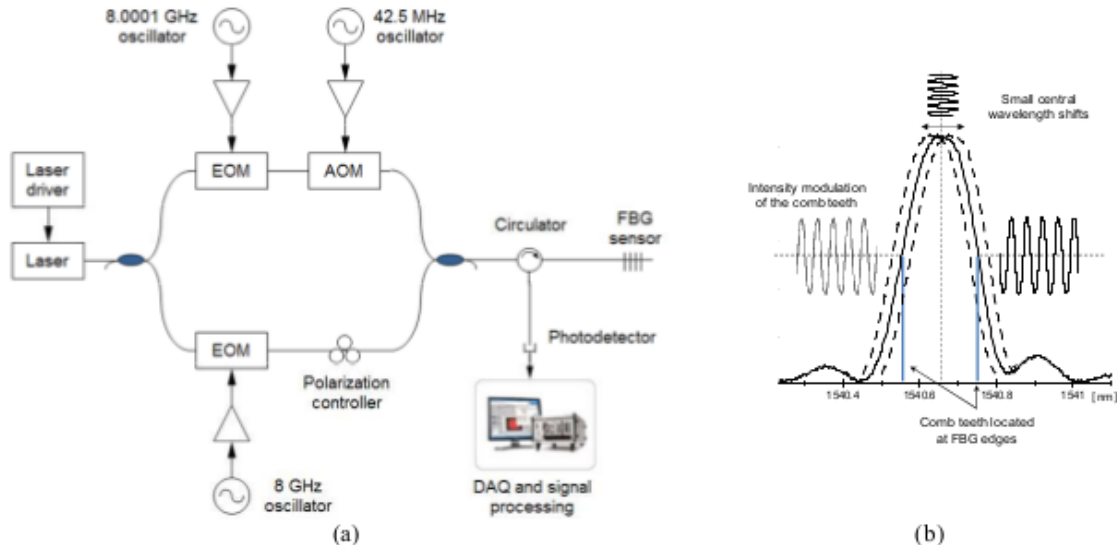 8.0001 GHz
oscillator
42.5 MHz
oscillator
EOM
AOM
Laser
driver
Laser
Circulator
FBG
sensor
EOM
Polarization
controller
Photodetector
8 GHz
oscillator
DAQ and signal
processing
(a)
Small central
wavelength shifts
Intensity modulation
of the comb teeth
1540.4
1540.6
1540.8
1541
[nm]
Comb teeth located
at FBG edges
(b)